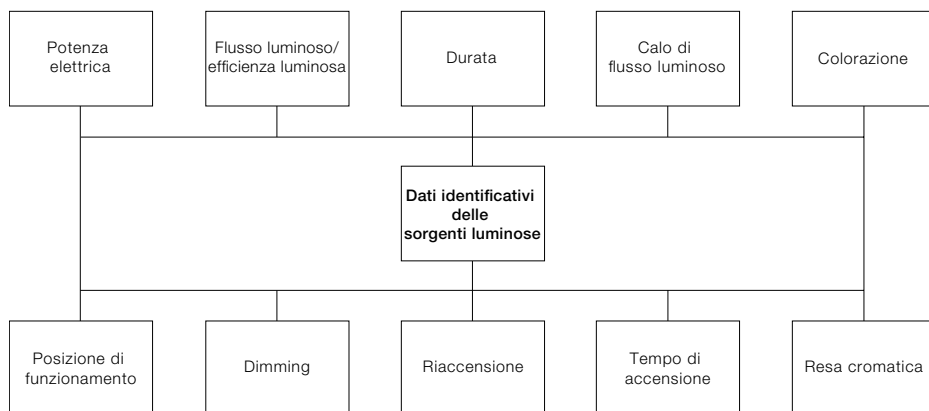 Potenza
elettrica
Flusso luminoso/
efficienza luminosa
Durata
Calo di
flusso luminoso
Colorazione
Dati identificativi
delle
sorgenti luminose
Posizione di
funzionamento
Dimming
Riaccensione
Tempo di
accensione
Resa cromatica